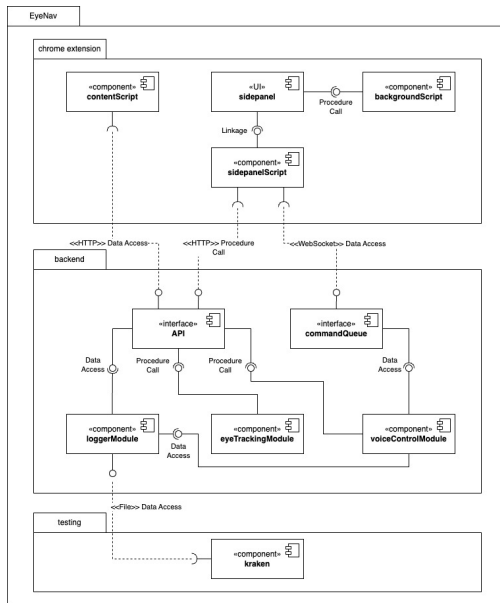 EyeNav
chrome extension
«component»
contentScript
«UI»
sidepanel
«component»
backgroundScript
Procedure
Call
Linkage
«component»
sidepanelScript
<<HTTP>> Data Access
<<HTTP>> Procedure
Call
<<WebSocket>> Data Access
backend
«interface»
API
«interface»
commandQueue
Data
Access
Procedure
Call
Procedure
Call
Data
Access
«component»
loggerModule
«component»
eyeTrackingModule
«component»
voiceControlModule
Data
Access
<<File>> Data Access
testing
«component»
kraken